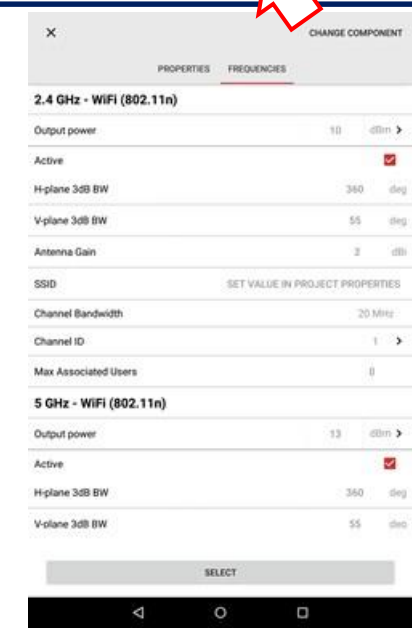 × CHANGE COMPONENT
PROPERTIES FREQUENCIES
2.4 GHz - WiFi (802.11n)
Output power 10 dBm >
Active
H-plane 3dB BW 360 deg
V-plane 3dB BW 55 deg
Antenna Gain dBi
SSID SET VALUE IN PROJECT PROPERTIES
Channel Bandwidth 20 MHz
Channel ID 1 >
Max Associated Users 0
5 GHz - WiFi (802.11n)
Output power 13 dBm >
Active
H-plane 3dB BW 360 deg
V-plane 3dB BW 55 deg
SELECT